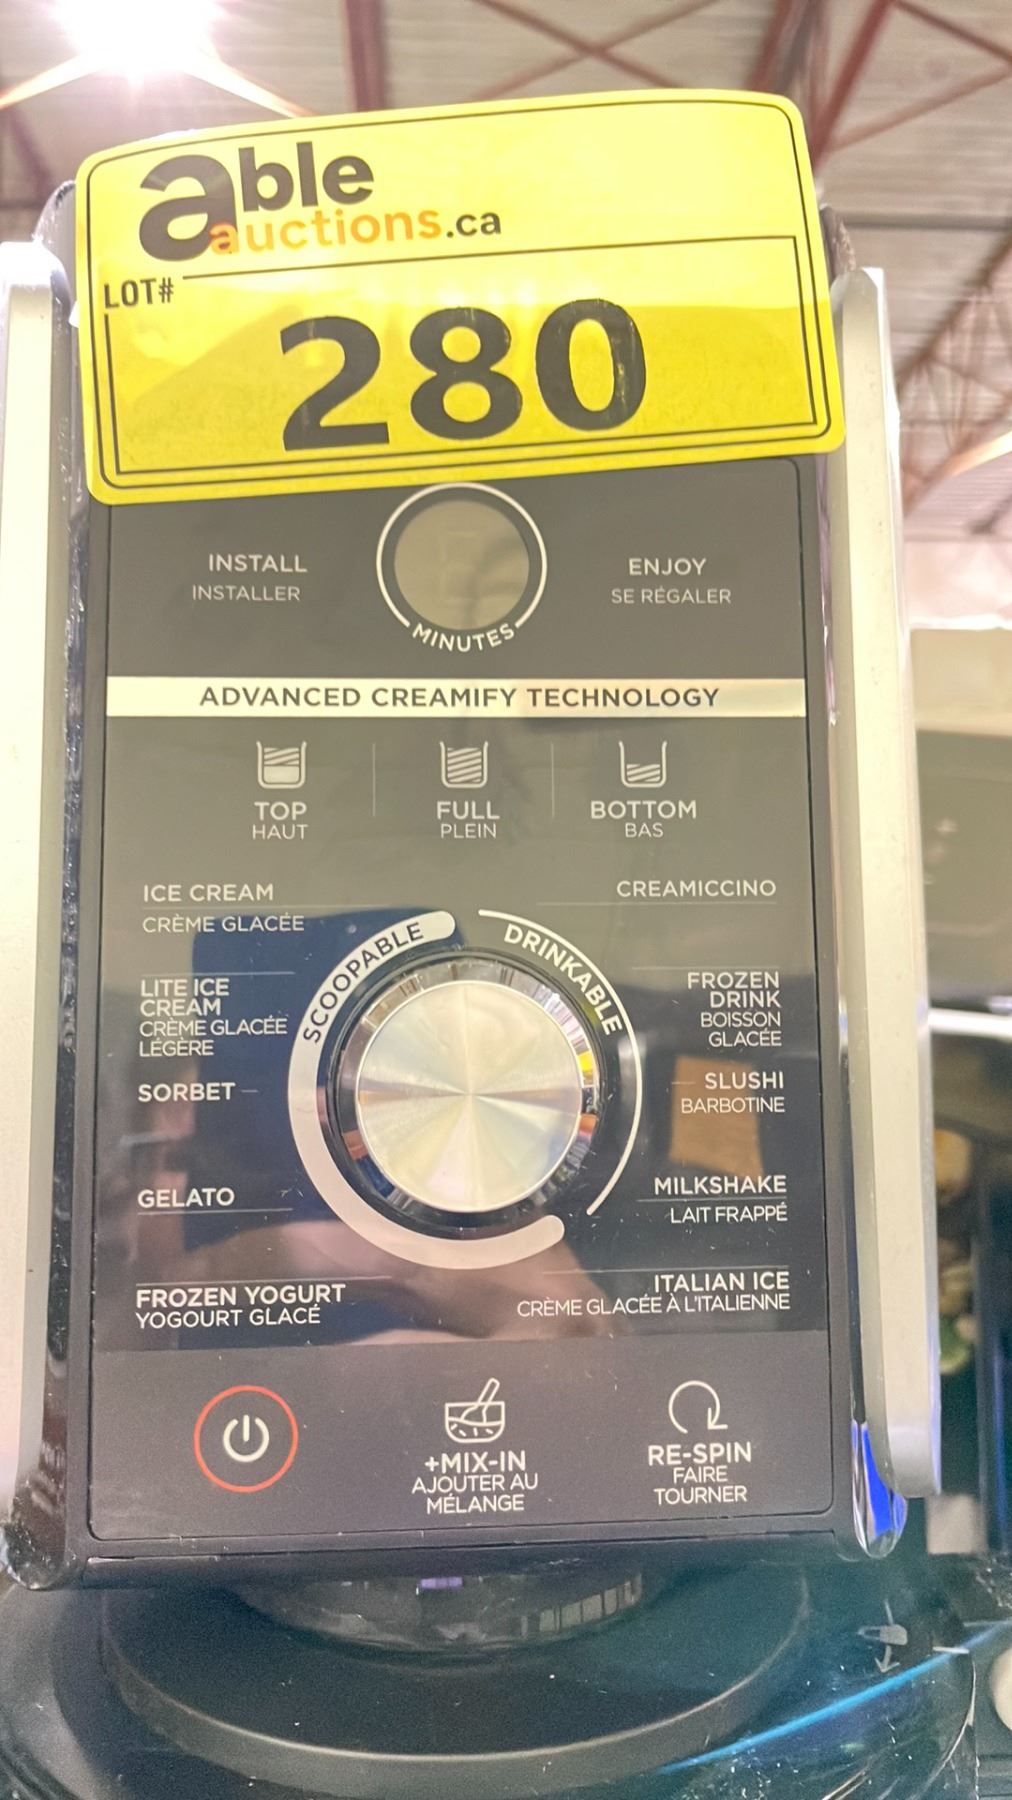 able
auctions.ca
LOT#
280
INSTALL
INSTALLER
ENJOY
SE RÉGALER
MINUTES
ADVANCED CREAMIFY TECHNOLOGY
TOP
HAUT
FULL
PLEIN
BOTTOM
BAS
ICE CREAM
CRÈME GLACÉE
LITE ICE
CREAM
CRÈME GLACÉE
LÉGÈRE
SORBET
GELATO
FROZEN YOGURT
YOGOURT GLACÉ
SCOOPABLE
DRINKABLE
CREAMICCINO
FROZEN
DRINK
BOISSON
GLACÉE
SLUSHI
BARBOTINE
MILKSHAKE
LAIT FRAPPÉ
ITALIAN ICE
CRÈME GLACÉE À L'ITALIENNE
+MIX-IN
AJOUTER AU
MÉLANGE
RE-SPIN
FAIRE
TOURNER